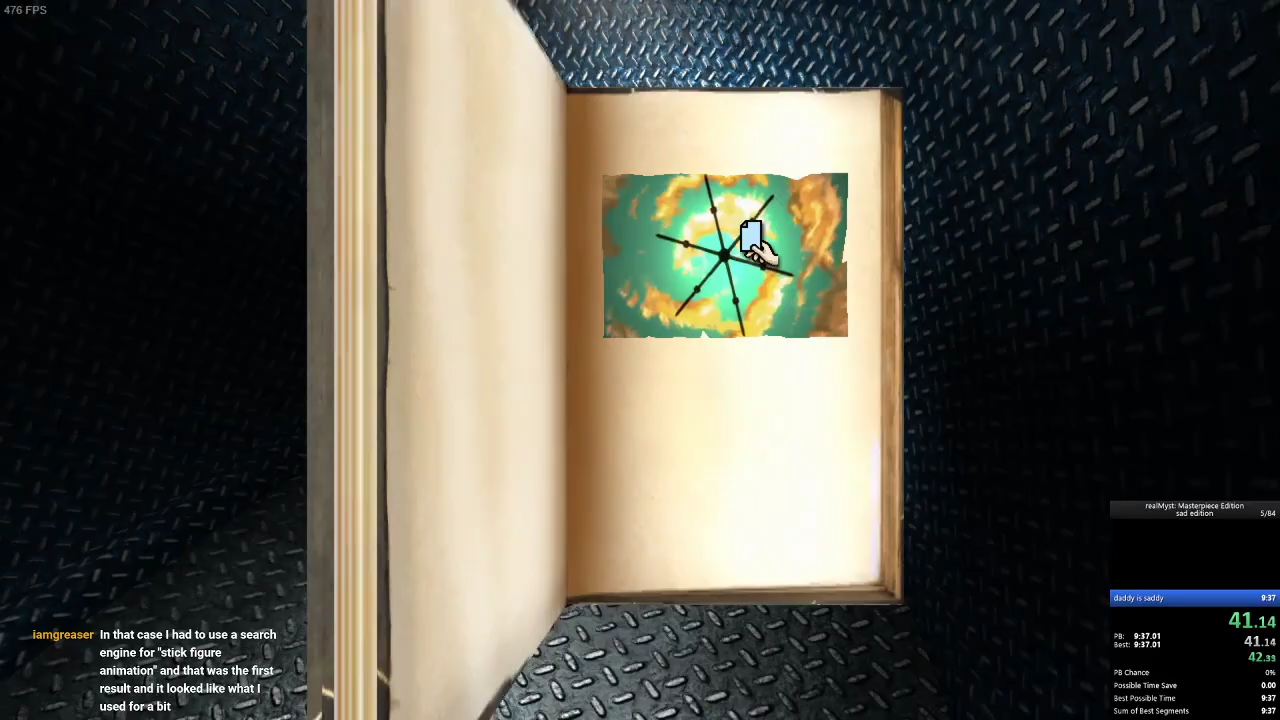 476 FPS
iamgreaser In that case I had to use a search
engine for "stick figure
animation" and that was the first
result and it looked like what I
used for a bit
realMyst: Masterpiece Edition
sad edition 5/84
daddy is saddy 9:37
41.14
PB: 9:37.01 41.14
Best: 9:37.01
42.39
PB Chance 0%
Possible Time Save 0.00
Best Possible Time 9:37
Sum of Best Segments 9:37